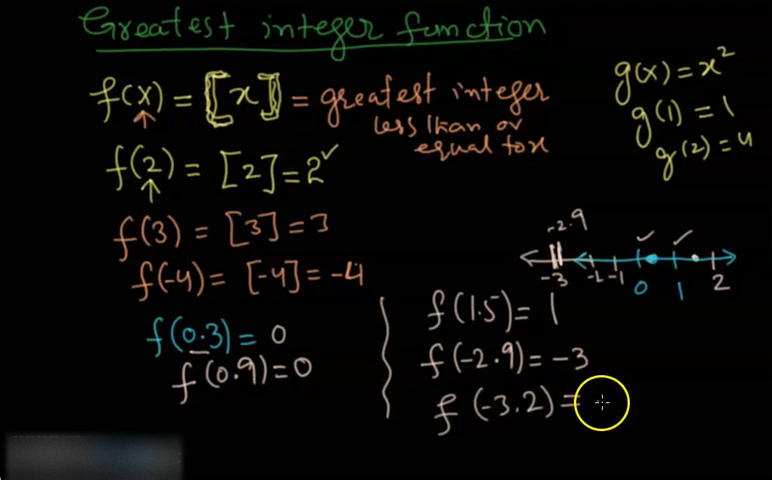 Greatest integer function
f(x) = [x] = greatest integer
less than or
equal to x
g(x) = x²
g(1) = 1
g(2) = 4
f(2) = [2] = 2
f(3) = [3] = 3
f(-4) = [-4] = -4
f(0.3) = 0
f(0.9) = 0
-2.9
-3 -2 -1 0 1 2
f(1.5) = 1
f(-2.9) = -3
f(-3.2) =